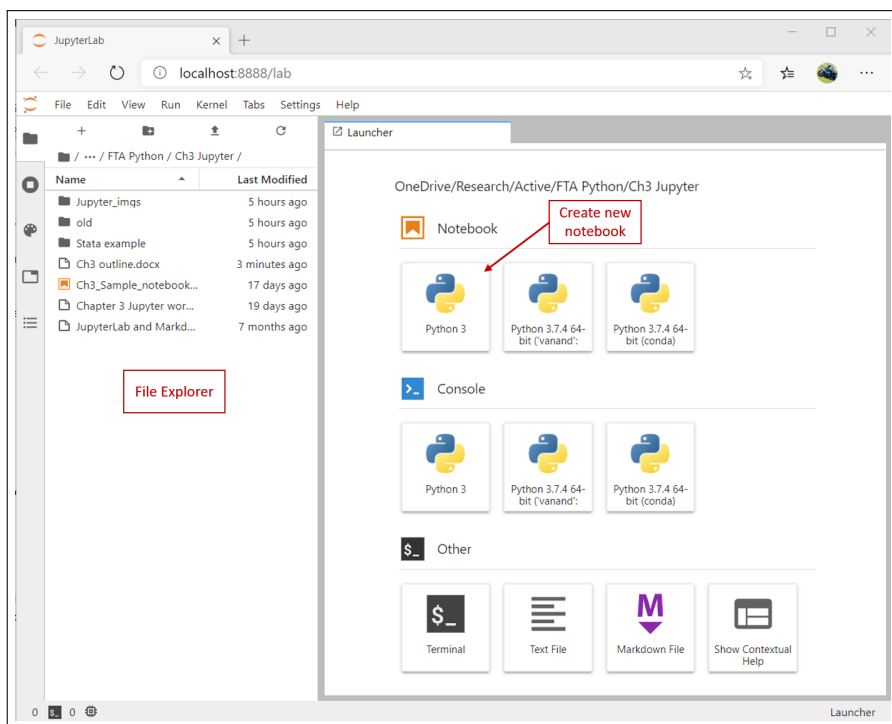 JupyterLab
localhost:8888/lab
File Edit View Run Kernel Tabs Settings Help
/ ··· / FTA Python / Ch3 Jupyter /
Name Last Modified
Jupyter_imgs 5 hours ago
old 5 hours ago
Stata example 5 hours ago
Ch3 outline.docx 3 minutes ago
Ch3_Sample_notebook... 17 days ago
Chapter 3 Jupyter wor... 19 days ago
JupyterLab and Markd... 7 months ago
File Explorer
Launcher
OneDrive/Research/Active/FTA Python/Ch3 Jupyter
Create new
notebook
Notebook
Python 3
Python 3.7.4 64-
bit ('vanand':
Python 3.7.4 64-
bit (conda)
>_ Console
Python 3
Python 3.7.4 64-
bit ('vanand':
Python 3.7.4 64-
bit (conda)
$_ Other
$_
Terminal
Text File
M
Markdown File
Show Contextual
Help
0 $_ 0
Launcher